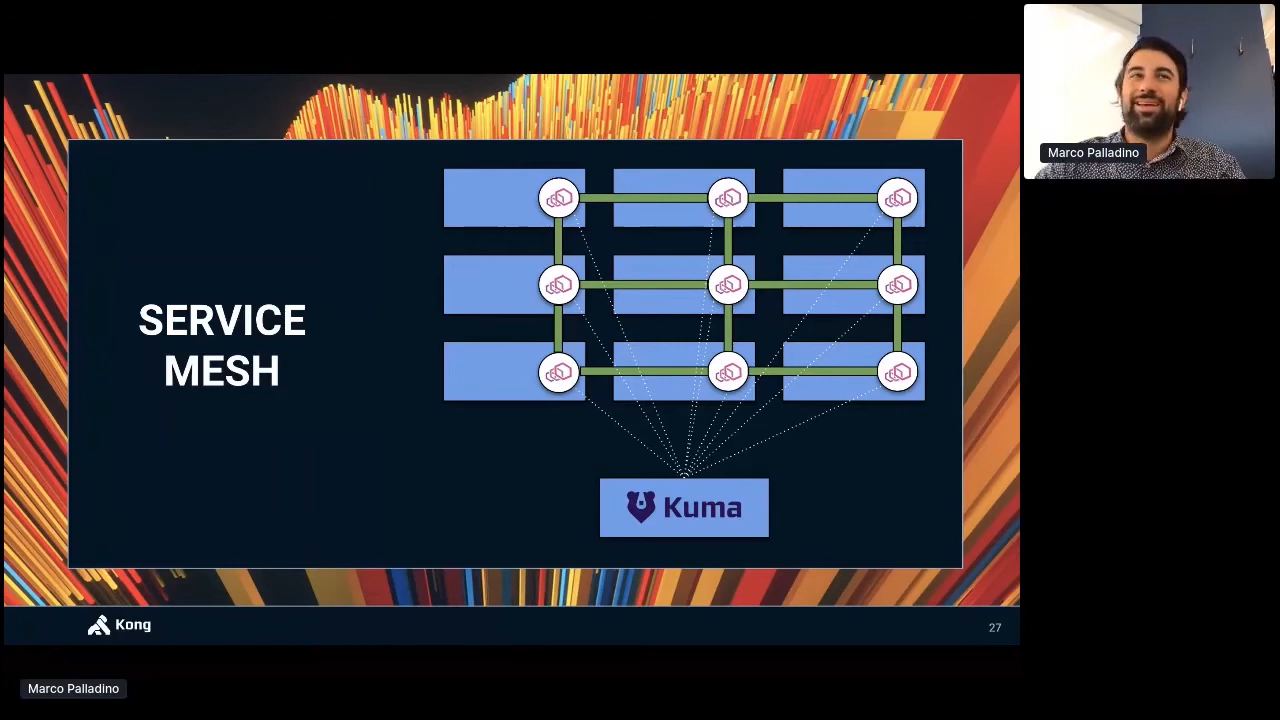 Marco Palladino
SERVICE
MESH
Kuma
Kong
27
Marco Palladino